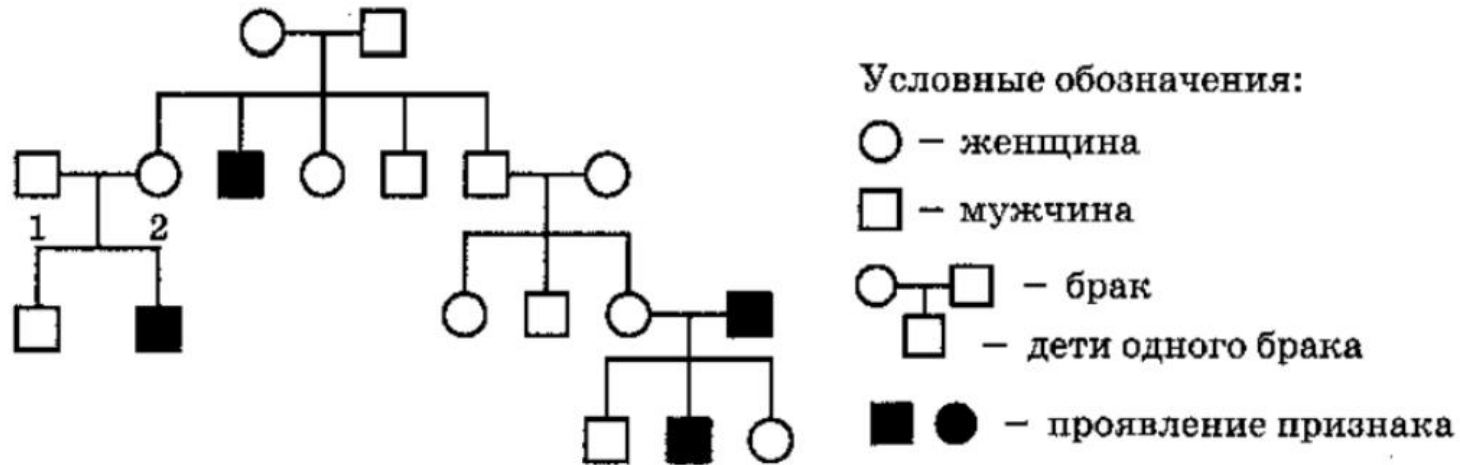 Условные обозначения:
– женщина
– мужчина
– брак
– дети одного брака
– проявление признака
1 2